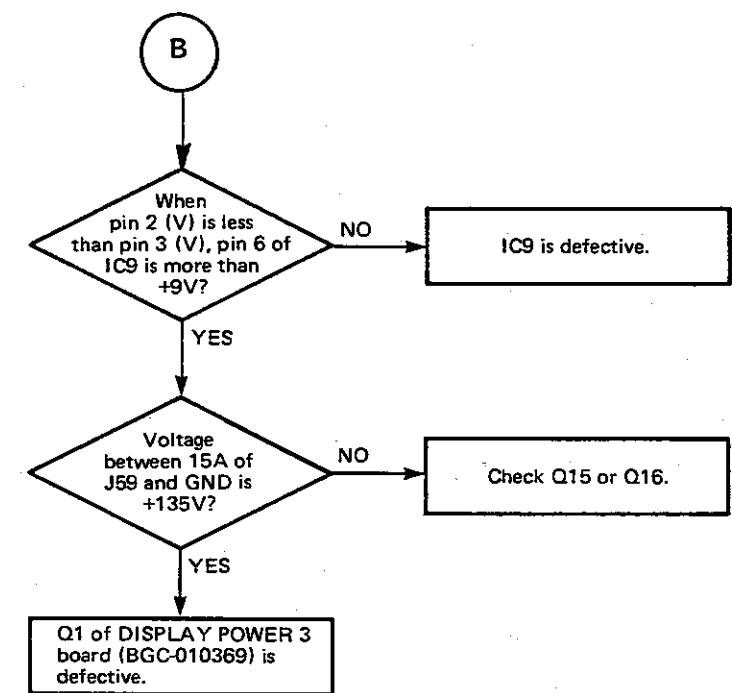 B
When
pin 2 (V) is less
than pin 3 (V), pin 6 of
IC9 is more than
+9V?
NO
IC9 is defective.
YES
Voltage
between 15A of
J59 and GND is
+135V?
NO
Check Q15 or Q16.
YES
Q1 of DISPLAY POWER 3
board (BGC-010369) is
defective.